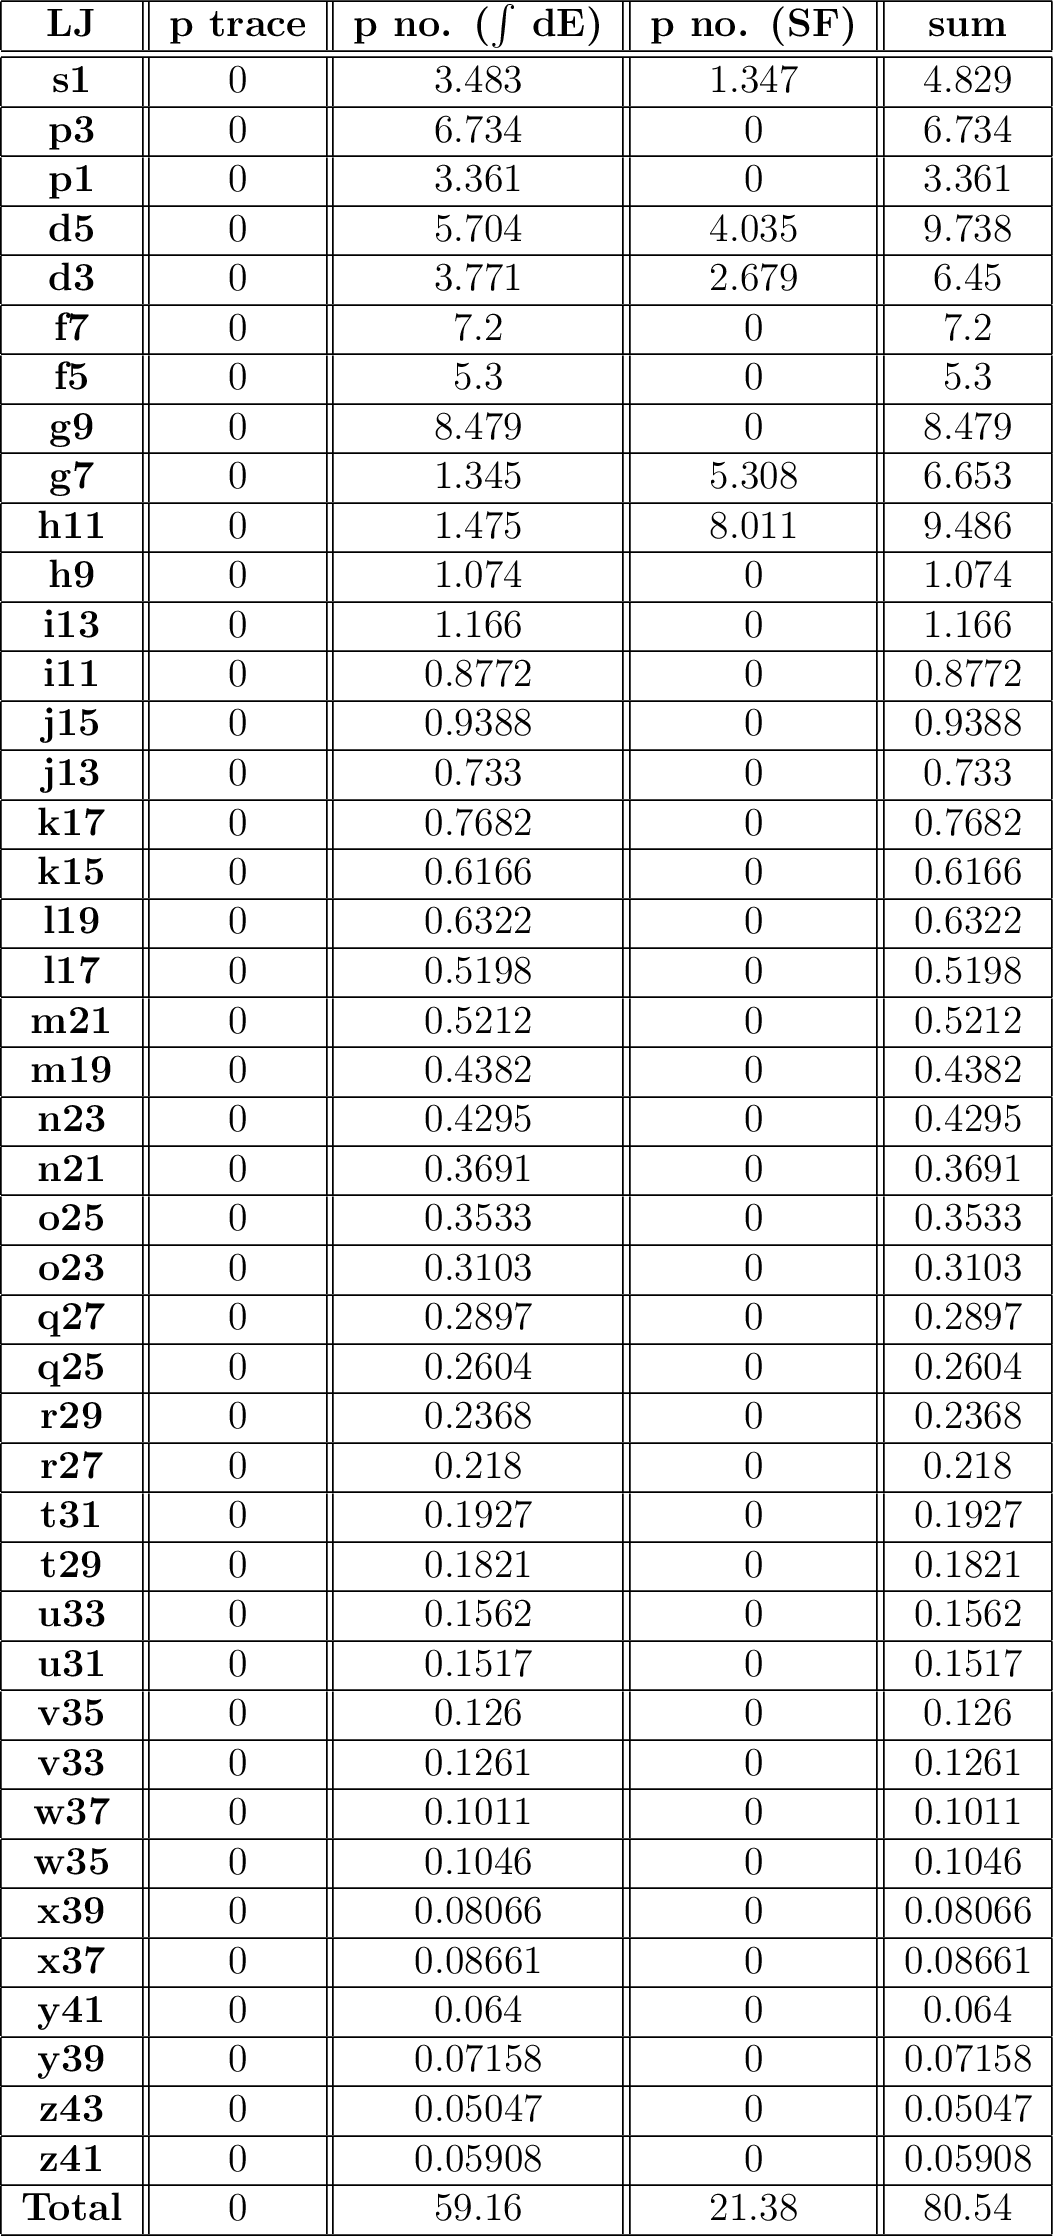 LJ p trace p no. (∫ dE) p no. (SF) sum
s1 0 3.483 1.347 4.829
p3 0 6.734 0 6.734
p1 0 3.361 0 3.361
d5 0 5.704 4.035 9.738
d3 0 3.771 2.679 6.45
f7 0 7.2 0 7.2
f5 0 5.3 0 5.3
g9 0 8.479 0 8.479
g7 0 1.345 5.308 6.653
h11 0 1.475 8.011 9.486
h9 0 1.074 0 1.074
i13 0 1.166 0 1.166
i11 0 0.8772 0 0.8772
j15 0 0.9388 0 0.9388
j13 0 0.733 0 0.733
k17 0 0.7682 0 0.7682
k15 0 0.6166 0 0.6166
l19 0 0.6322 0 0.6322
l17 0 0.5198 0 0.5198
m21 0 0.5212 0 0.5212
m19 0 0.4382 0 0.4382
n23 0 0.4295 0 0.4295
n21 0 0.3691 0 0.3691
o25 0 0.3533 0 0.3533
o23 0 0.3103 0 0.3103
q27 0 0.2897 0 0.2897
q25 0 0.2604 0 0.2604
r29 0 0.2368 0 0.2368
r27 0 0.218 0 0.218
t31 0 0.1927 0 0.1927
t29 0 0.1821 0 0.1821
u33 0 0.1562 0 0.1562
u31 0 0.1517 0 0.1517
v35 0 0.126 0 0.126
v33 0 0.1261 0 0.1261
w37 0 0.1011 0 0.1011
w35 0 0.1046 0 0.1046
x39 0 0.08066 0 0.08066
x37 0 0.08661 0 0.08661
y41 0 0.064 0 0.064
y39 0 0.07158 0 0.07158
z43 0 0.05047 0 0.05047
z41 0 0.05908 0 0.05908
Total 0 59.16 21.38 80.54